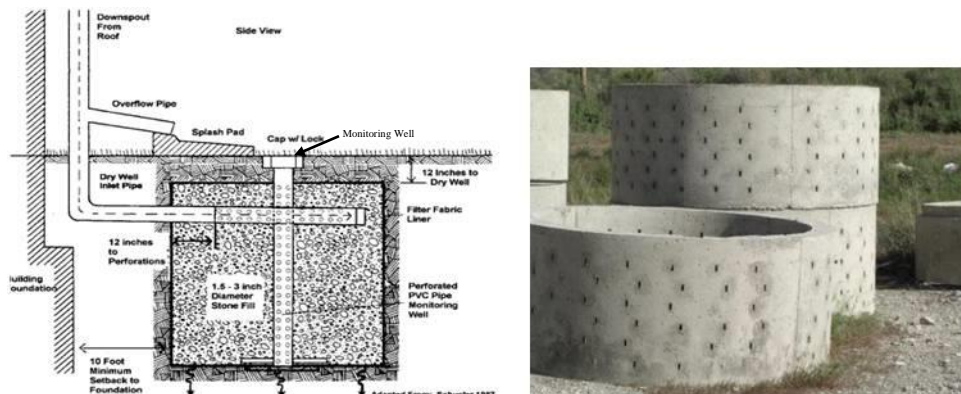 Downspout
From
Roof
Side View
Overflow Pipe
Splash Pad
Cap w/ Lock
Monitoring Well
Dry Well
Inlet Pipe
12 Inches to
Dry Well
Filter Fabric
Liner
12 inches
to
Perforations
Building
Foundation
1.5 - 3 inch
Diameter
Stone Fill
Perforated
PVC Pipe
Monitoring
Well
10 Foot
Minimum
Setback to
Foundation